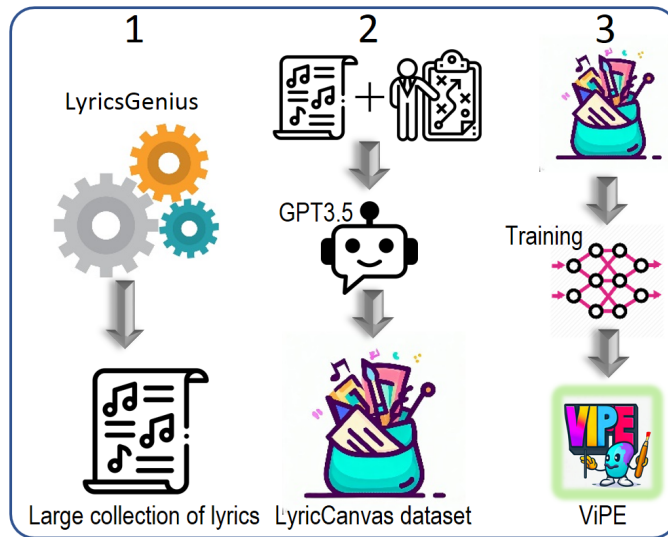 1
LyricsGenius
Large collection of lyrics
2
GPT3.5
LyricCanvas dataset
3
Training
VIPE
ViPE